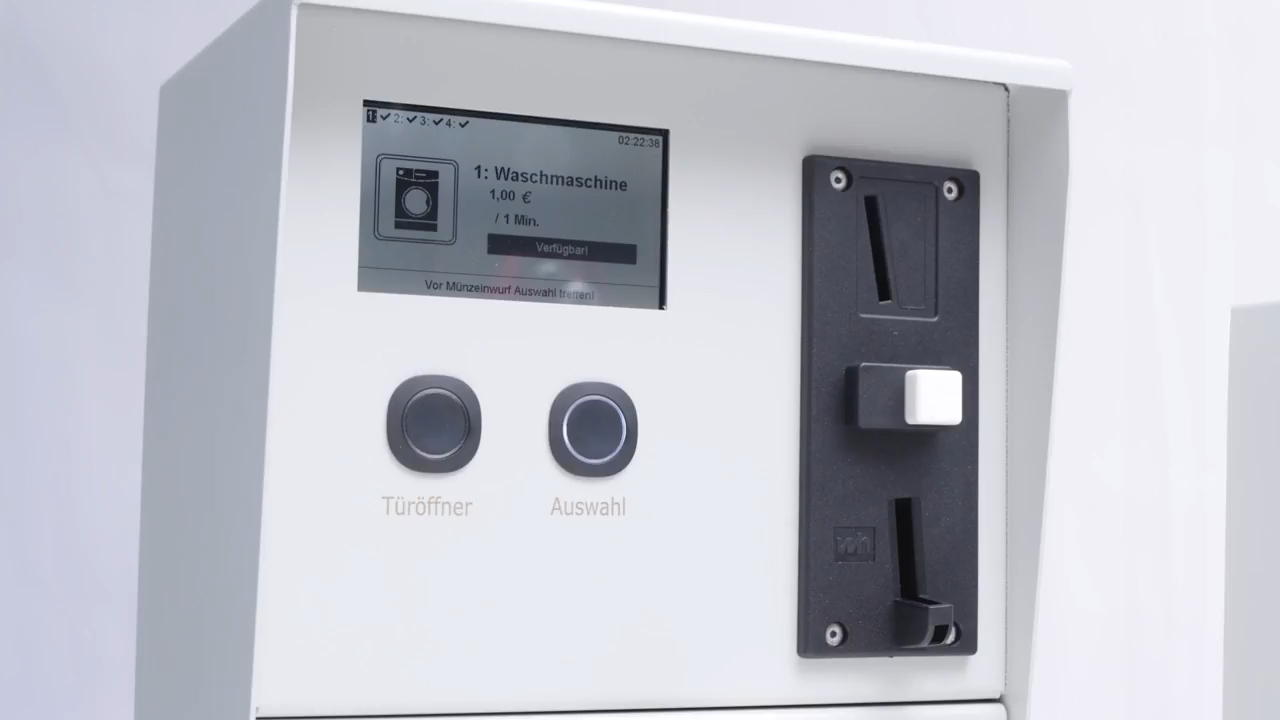 1: ✔ 2: ✔ 3: ✔ 4: ✔
02:22:38
1: Waschmaschine
1,00 €
/ 1 Min.
Verfügbar!
Vor Münzeinwurf Auswahl treffen!
Türöffner
Auswahl
wh